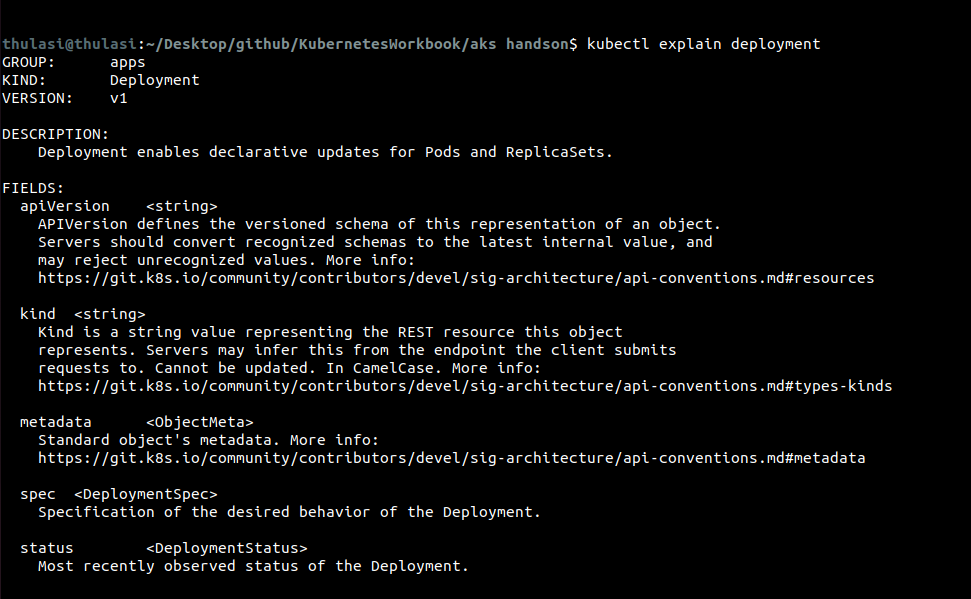 thulasi@thulasi:~/Desktop/github/KubernetesWorkbook/aks handson$ kubectl explain deployment
GROUP:      apps
KIND:       Deployment
VERSION:    v1

DESCRIPTION:
    Deployment enables declarative updates for Pods and ReplicaSets.

FIELDS:
  apiVersion    <string>
    APIVersion defines the versioned schema of this representation of an object.
    Servers should convert recognized schemas to the latest internal value, and
    may reject unrecognized values. More info:
    https://git.k8s.io/community/contributors/devel/sig-architecture/api-conventions.md#resources

  kind  <string>
    Kind is a string value representing the REST resource this object
    represents. Servers may infer this from the endpoint the client submits
    requests to. Cannot be updated. In CamelCase. More info:
    https://git.k8s.io/community/contributors/devel/sig-architecture/api-conventions.md#types-kinds

  metadata      <ObjectMeta>
    Standard object's metadata. More info:
    https://git.k8s.io/community/contributors/devel/sig-architecture/api-conventions.md#metadata

  spec  <DeploymentSpec>
    Specification of the desired behavior of the Deployment.

  status        <DeploymentStatus>
    Most recently observed status of the Deployment.